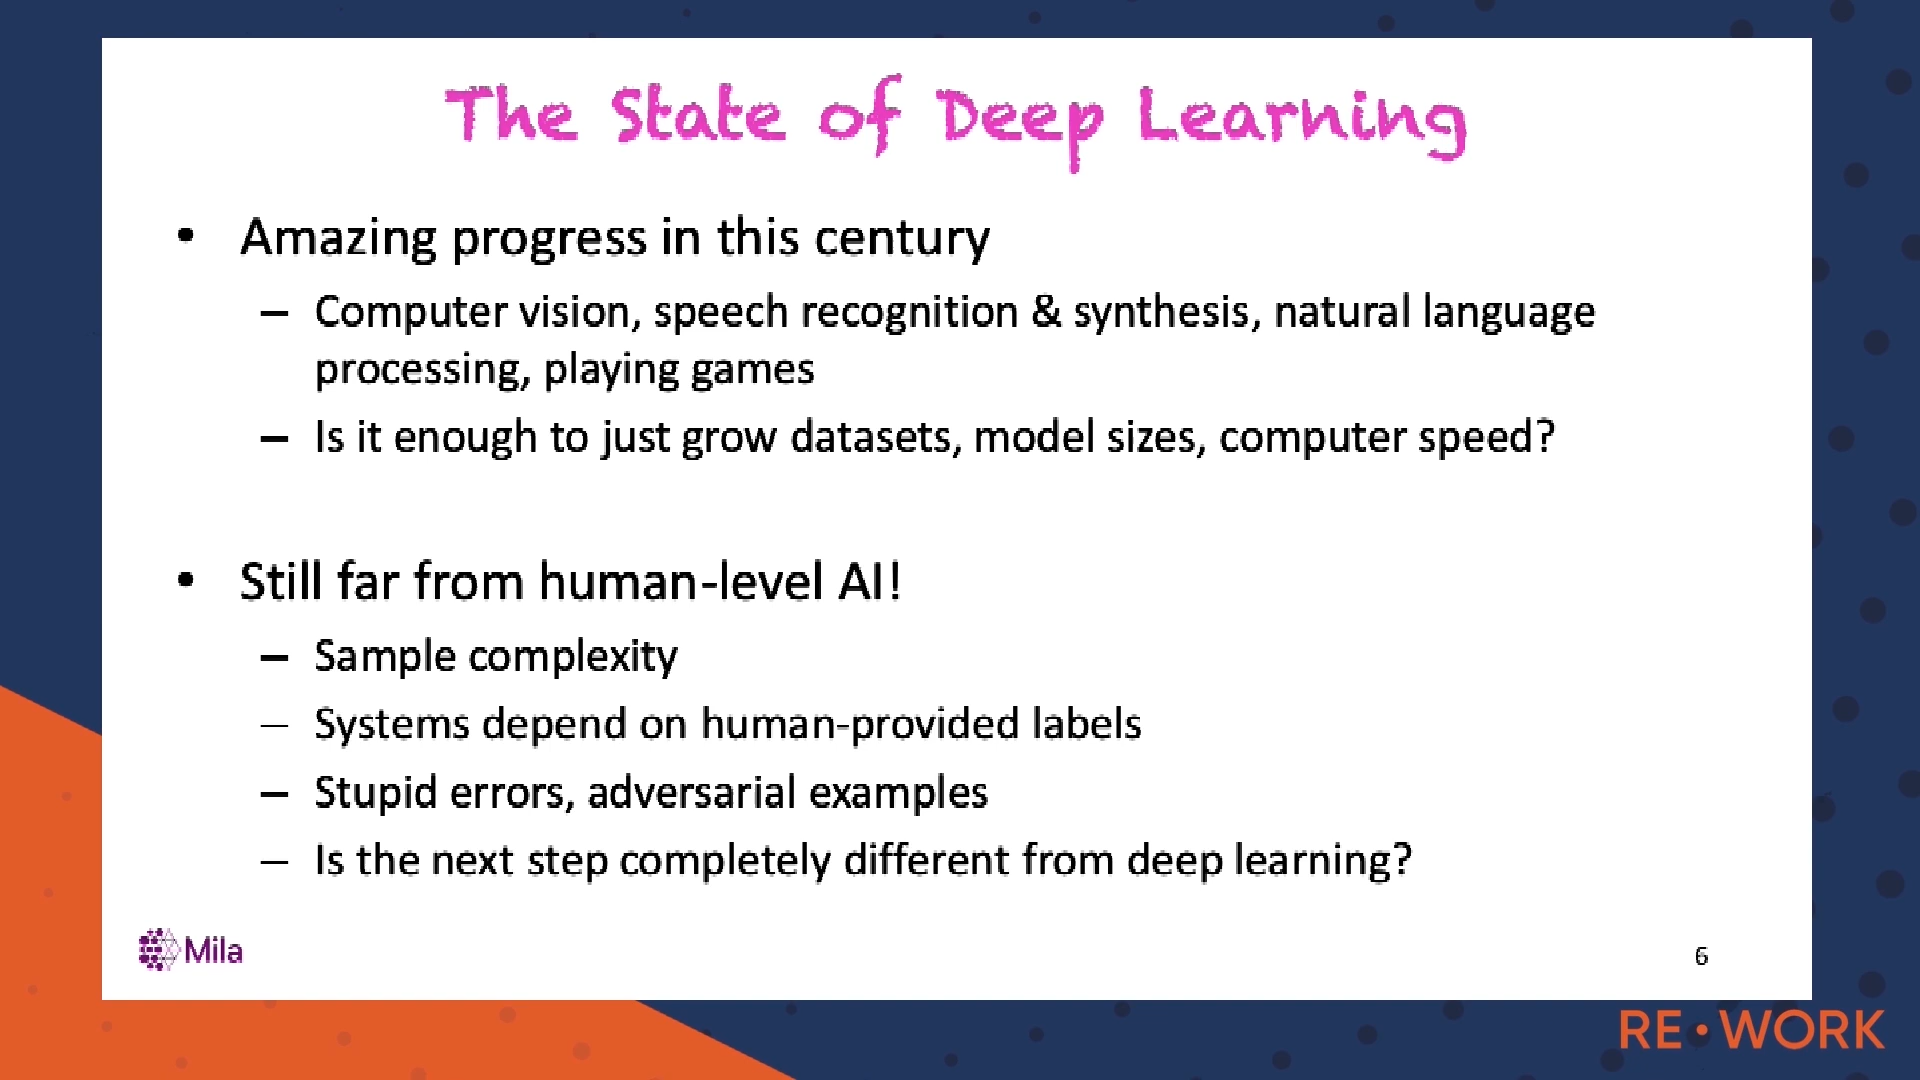 The State of Deep Learning
• Amazing progress in this century
– Computer vision, speech recognition & synthesis, natural language
processing, playing games
– Is it enough to just grow datasets, model sizes, computer speed?
• Still far from human-level AI!
– Sample complexity
– Systems depend on human-provided labels
– Stupid errors, adversarial examples
– Is the next step completely different from deep learning?
Mila
6
RE•WORK